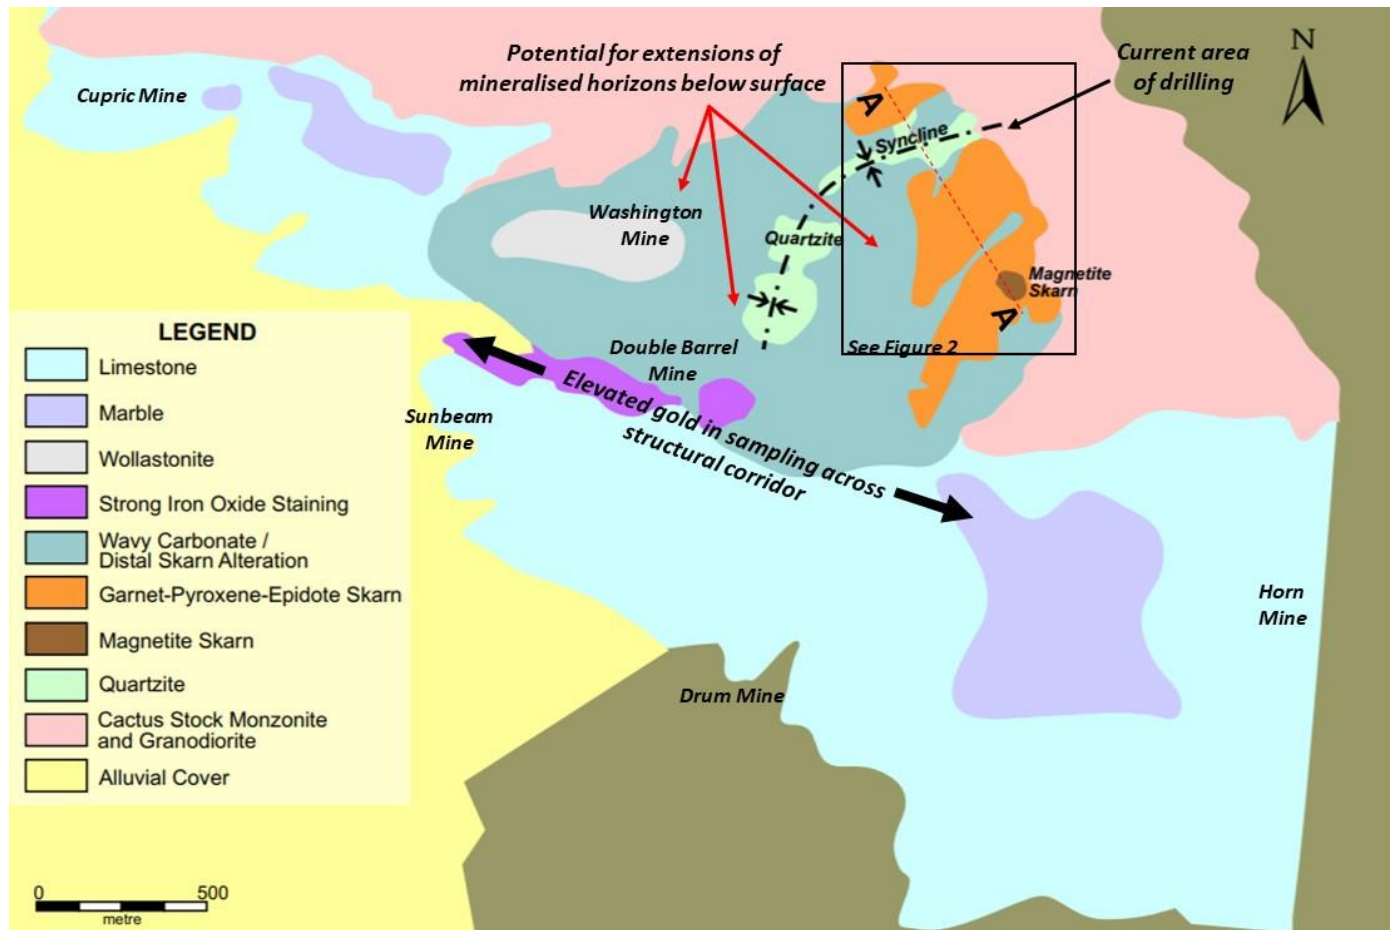 Potential for extensions of
mineralised horizons below surface
Current area
of drilling
N
Cupric Mine
A
Syncline
Washington
Mine
Quartzite
Magnetite
Skarn
A
See Figure 2
Double Barrel
Mine
Sunbeam
Mine
Elevated gold in sampling across
structural corridor
Horn
Mine
Drum Mine
LEGEND
Limestone
Marble
Wollastonite
Strong Iron Oxide Staining
Wavy Carbonate /
Distal Skarn Alteration
Garnet-Pyroxene-Epidote Skarn
Magnetite Skarn
Quartzite
Cactus Stock Monzonite
and Granodiorite
Alluvial Cover
0 500
metre